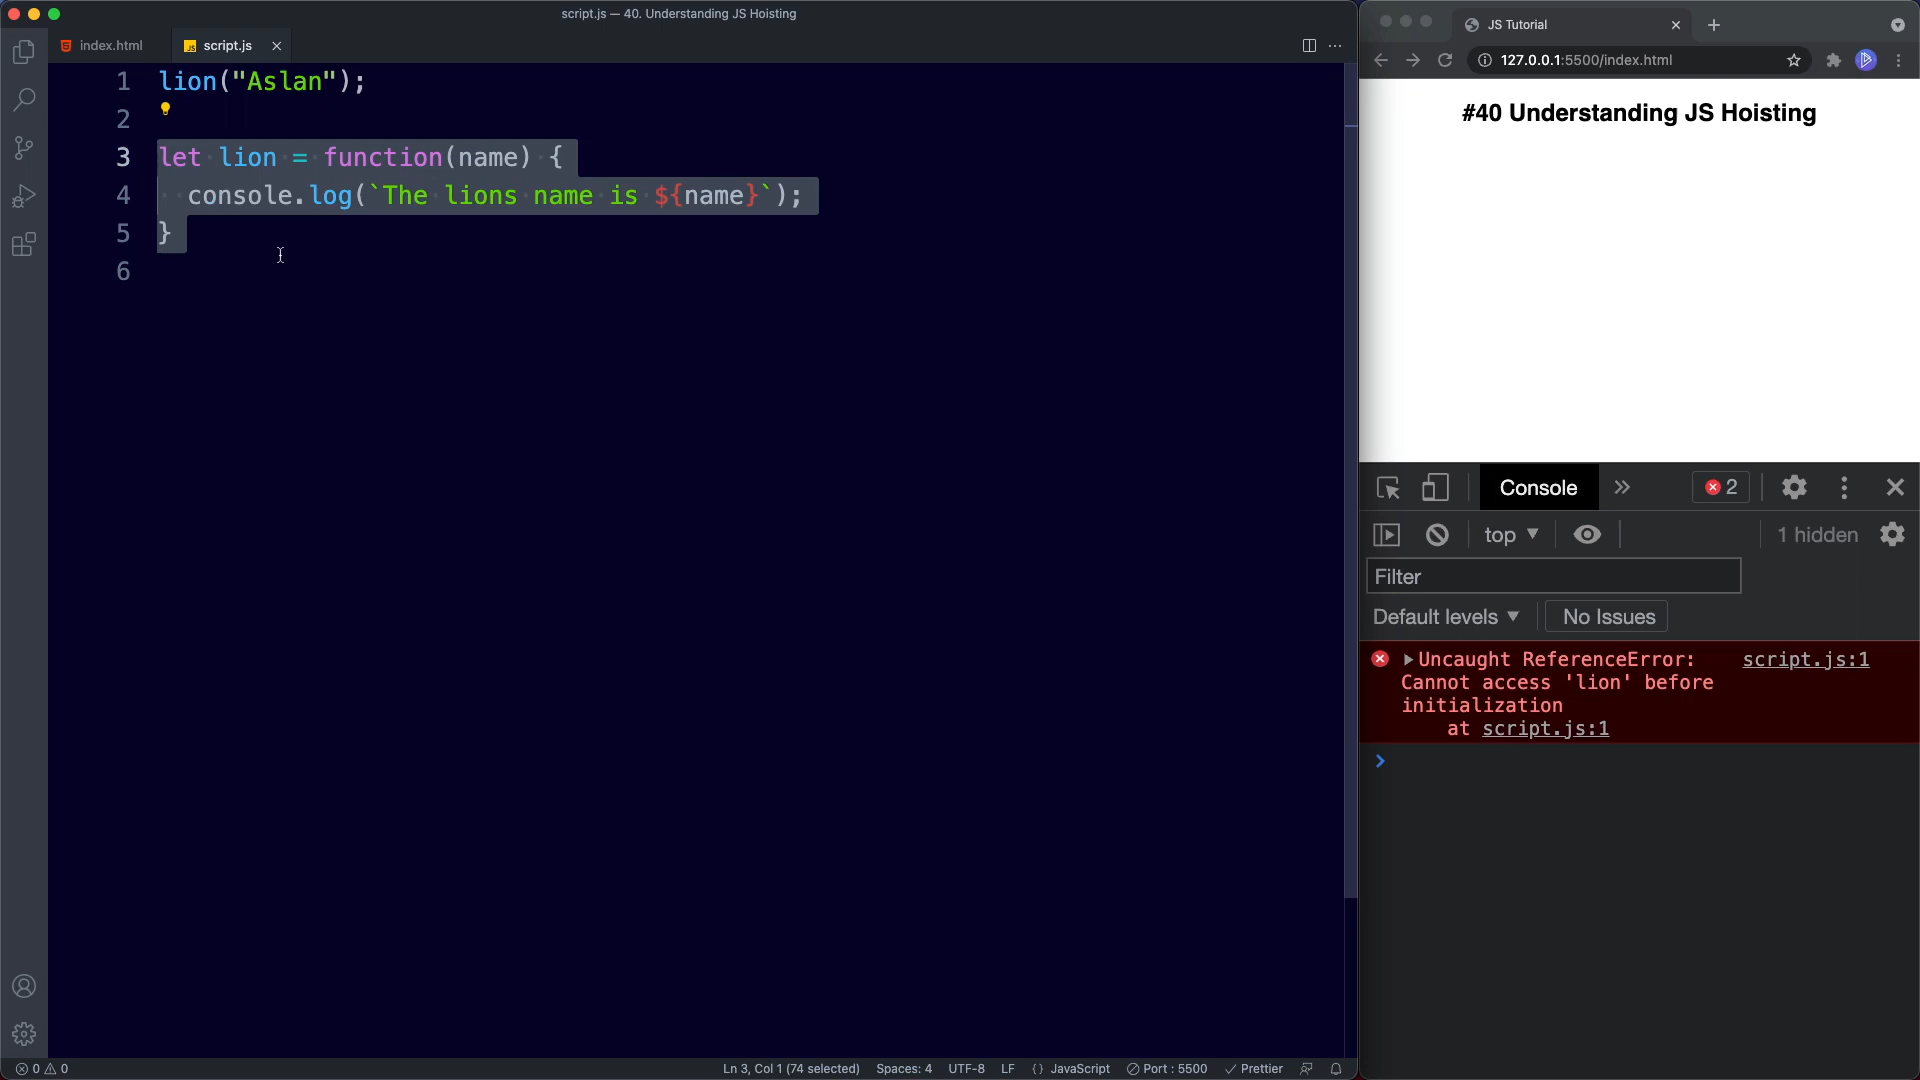 script.js — 40. Understanding JS Hoisting
index.html
script.js
1 lion("Aslan");
2
3 let lion = function(name) {
4 console.log(`The lions name is ${name}`);
5 }
6
0 0
Ln 3, Col 1 (74 selected)
Spaces: 4
UTF-8
LF
{} JavaScript
Port : 5500
Prettier
JS Tutorial
127.0.0.1:5500/index.html
#40 Understanding JS Hoisting
Console
2
top
1 hidden
Filter
Default levels
No Issues
Uncaught ReferenceError: script.js:1
Cannot access 'lion' before
initialization
at script.js:1